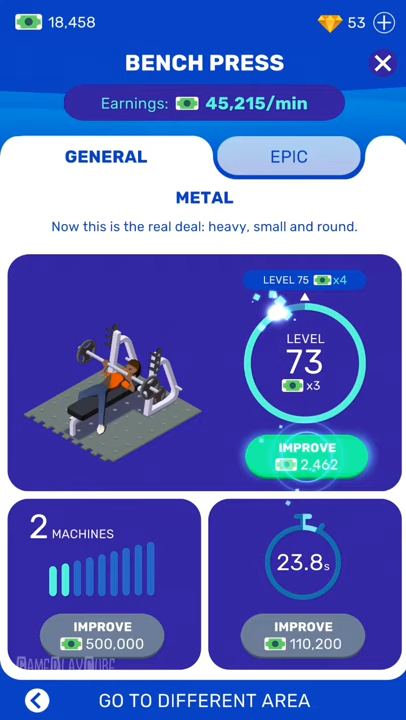 18,458
53
BENCH PRESS
Earnings: 45,215/min
GENERAL
EPIC
METAL
Now this is the real deal: heavy, small and round.
LEVEL 75 x4
LEVEL
73
x3
IMPROVE
2,462
2 MACHINES
23.8s
IMPROVE
500,000
IMPROVE
110,200
GAMEPLAYCUBE
GO TO DIFFERENT AREA